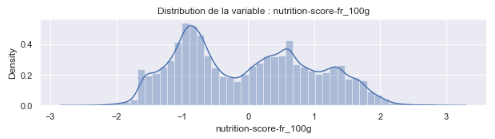 Distribution de la variable : nutrition-score-fr_100g
Density
0.4
0.2
0.0
−3 −2 −1 0 1 2 3
nutrition-score-fr_100g